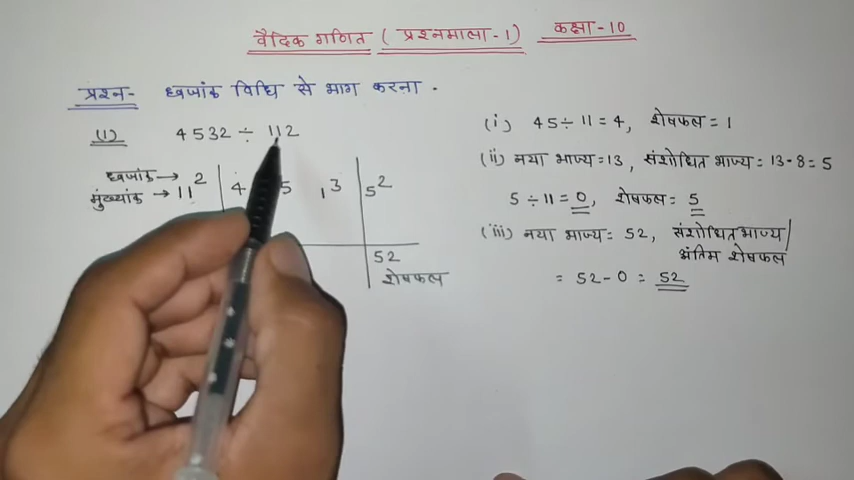 वैदिक गणित ( प्रश्नमाला - 1 ) कक्षा - 10
प्रश्न- ध्वजांक विधि से भाग करना .
(1) 4532 ÷ 112
ध्वजांक → 2
मुख्यांक → 11 4 5 1 3 5 2
52
शेषफल
(i) 45 ÷ 11 = 4, शेषफल = 1
(ii) नया भाज्य = 13, संशोधित भाज्य = 13 - 8 = 5
5 ÷ 11 = 0, शेषफल = 5
(iii) नया भाज्य = 52, संशोधित भाज्य /
अंतिम शेषफल
= 52 - 0 = 52